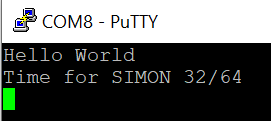 COM8 - PuTTY
Hello World
Time for SIMON 32/64